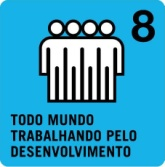 8
TODO MUNDO
TRABALHANDO PELO
DESENVOLVIMENTO